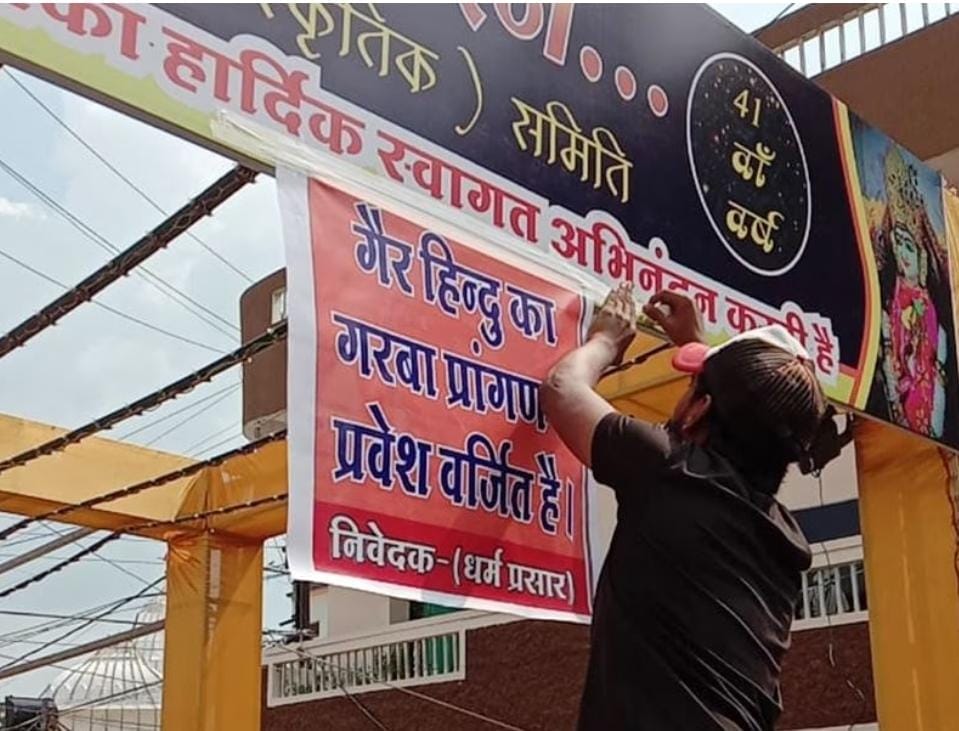 स्कृतिक ) समिति
का हार्दिक स्वागत अभिनंदन करती है
41
वाँ
वर्ष
गैर हिन्दु का
गरबा प्रांगण
प्रवेश वर्जित है।
निवेदक-(धर्म प्रसार)